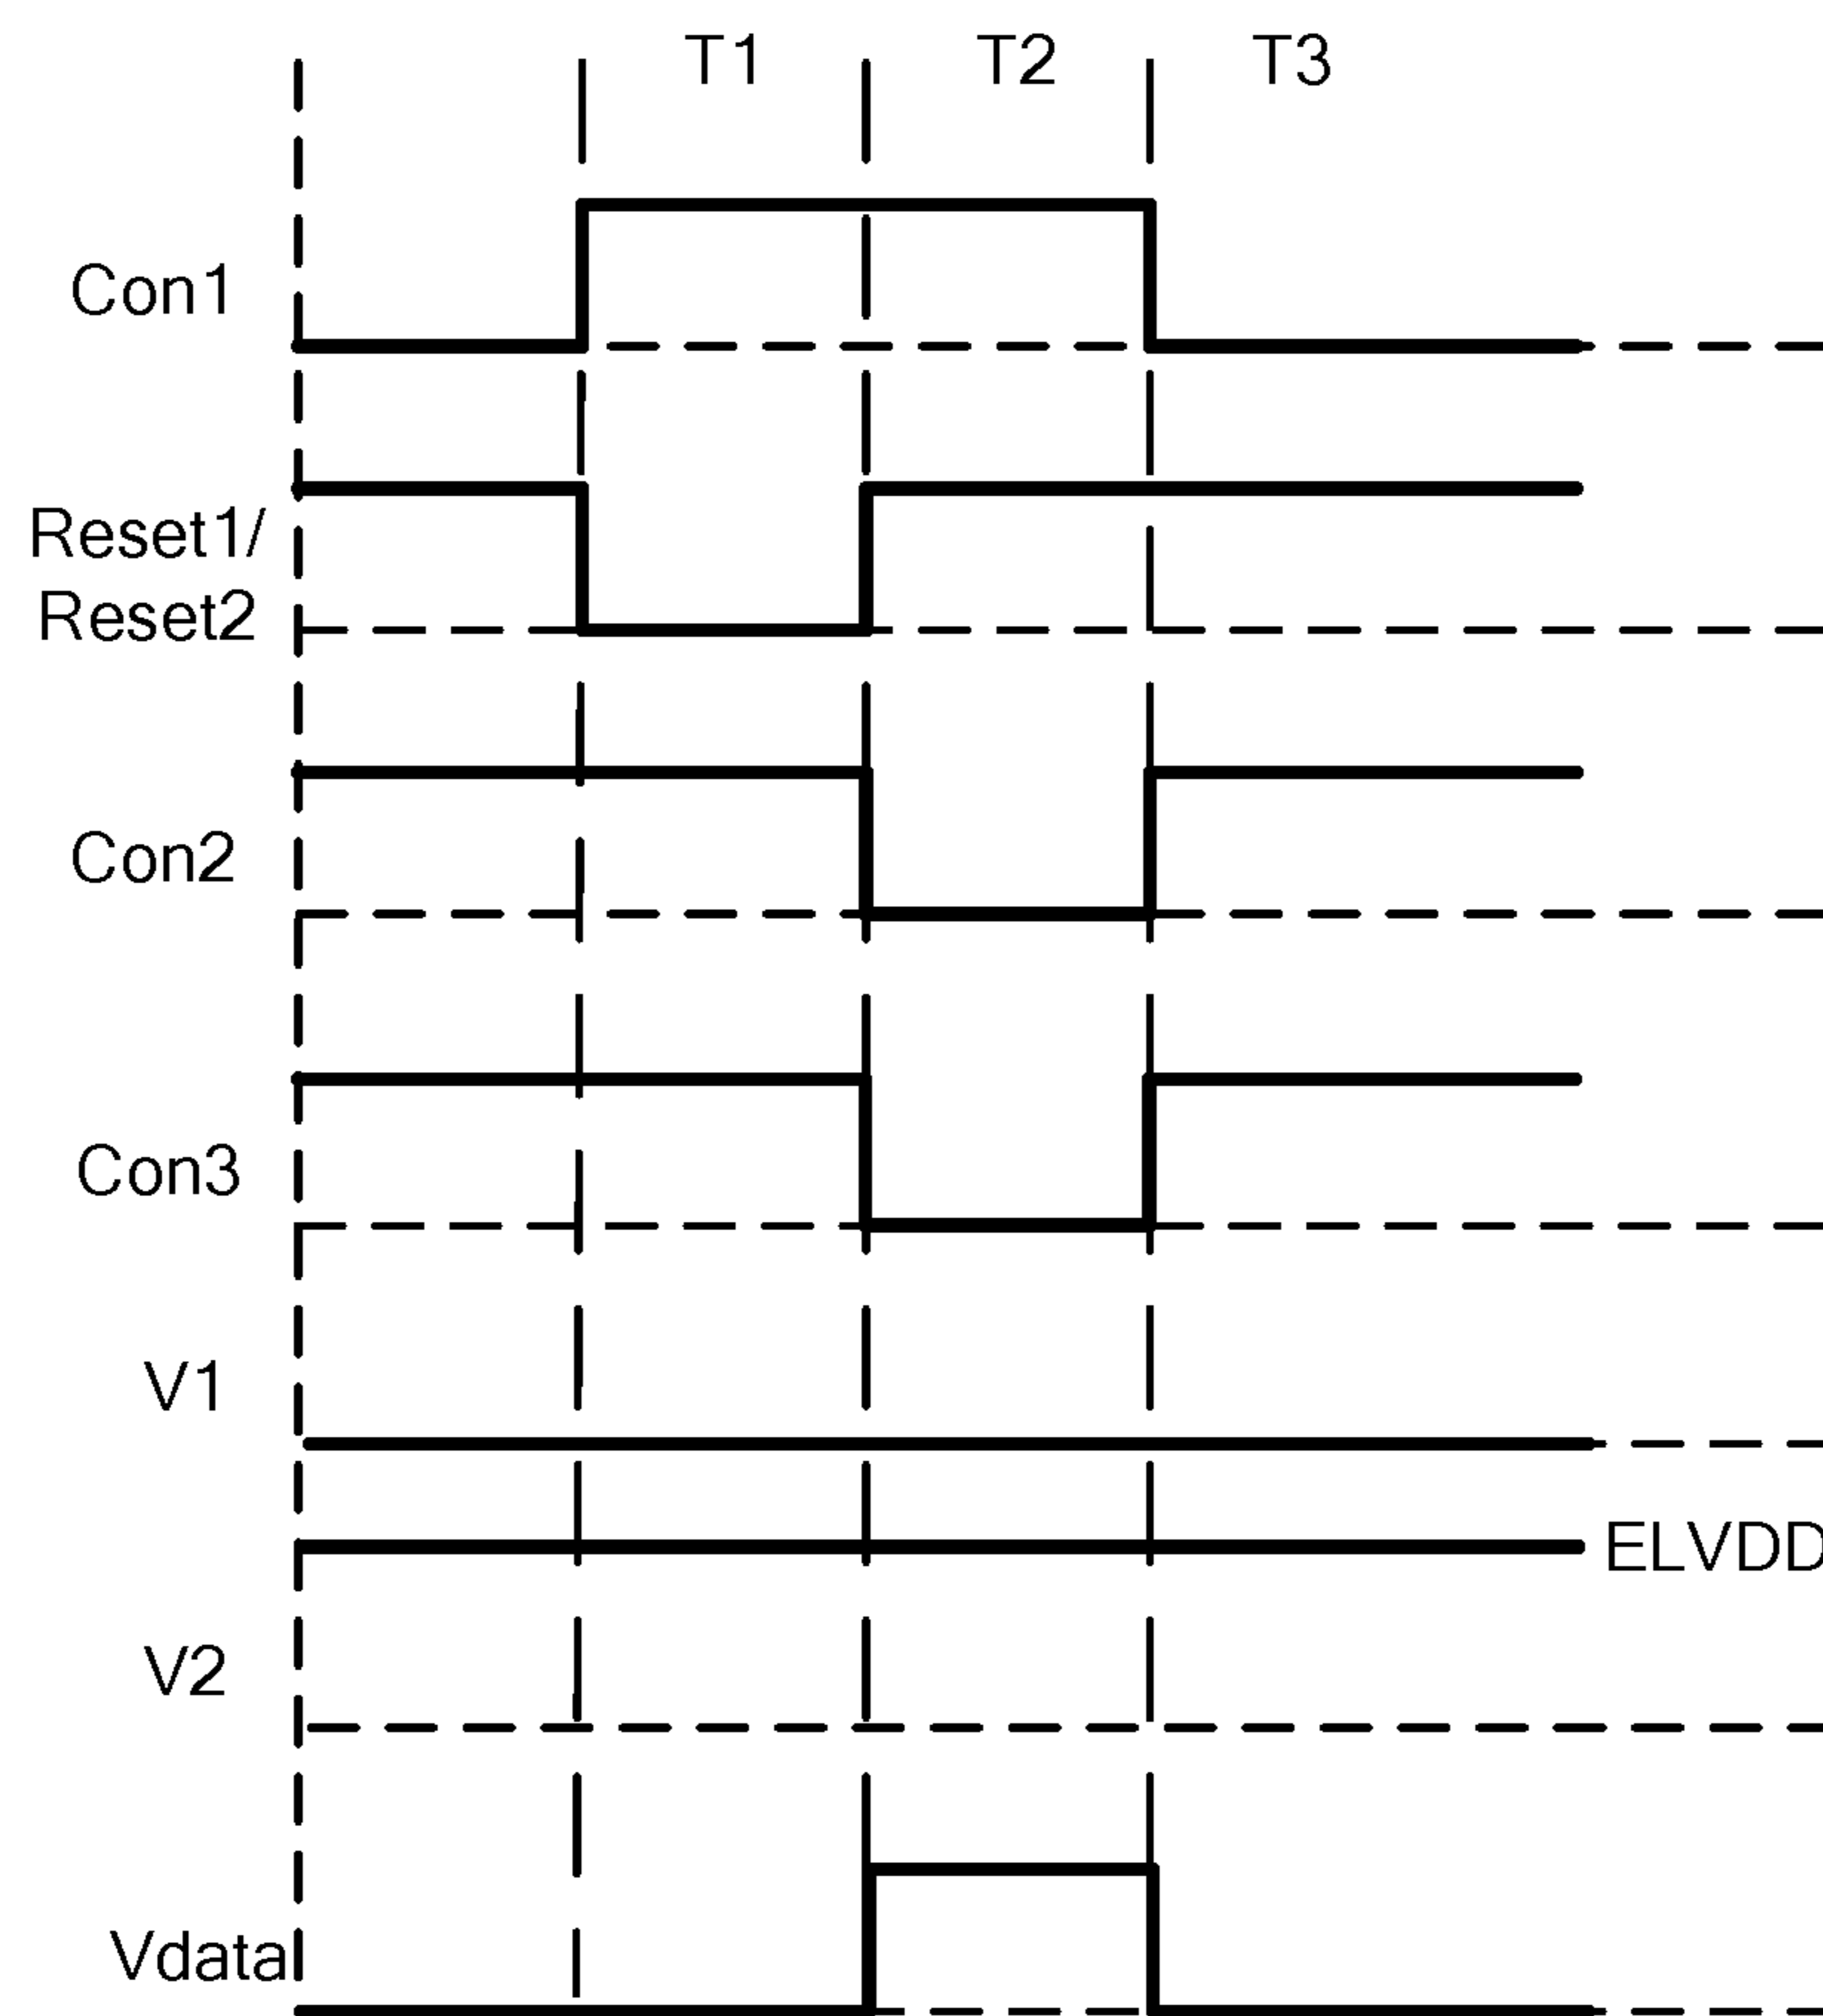 T1 T2 T3
Con1
Reset1/
Reset2
Con2
Con3
V1
ELVDD
V2
Vdata